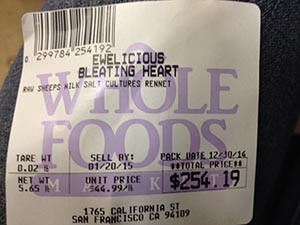 0 299784 254192
EWELICIOUS
BLEATING HEART
RAW SHEEPS MILK SALT CULTURES RENNET
WHOLE
FOODS
MARKET
TARE WT SELL BY: PACK DATE 12/30/14
0.02 lb 01/20/15 **TOTAL PRICE**
NET WT UNIT PRICE $254.19
5.65 lb $44.99/lb
1765 CALIFORNIA ST
SAN FRANCISCO CA 94109